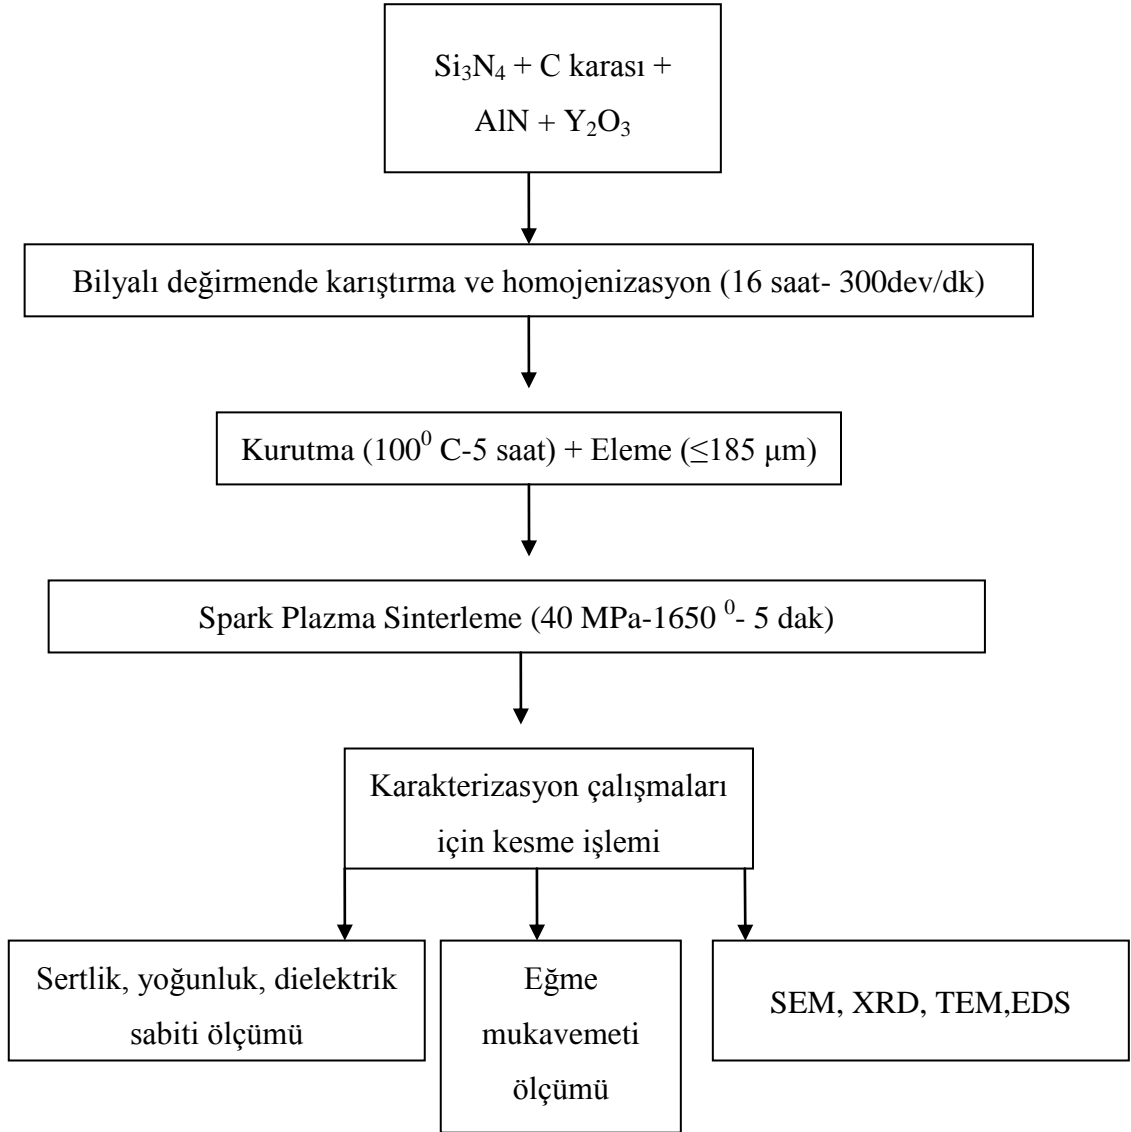 Si₃N₄ + C karası +
AlN + Y₂O₃
Bilyalı değirmende karıştırma ve homojenizasyon (16 saat- 300dev/dk)
Kurutma (100⁰ C-5 saat) + Eleme (≤185 μm)
Spark Plazma Sinterleme (40 MPa-1650 ⁰- 5 dak)
Karakterizasyon çalışmaları
için kesme işlemi
Sertlik, yoğunluk, dielektrik
sabiti ölçümü
Eğme
mukavemeti
ölçümü
SEM, XRD, TEM,EDS